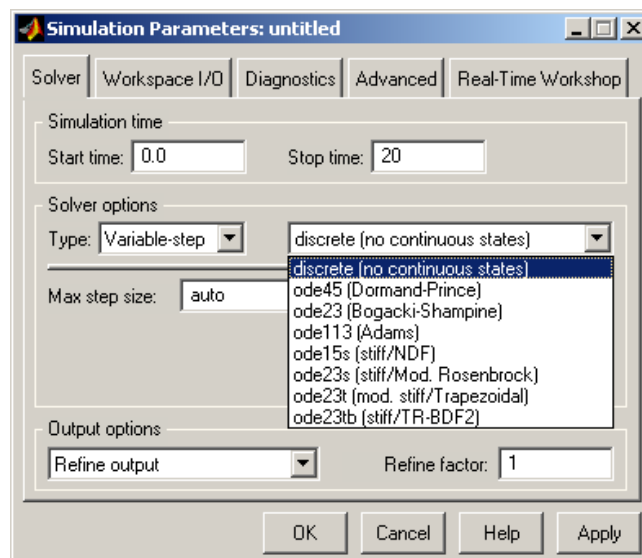 Simulation Parameters: untitled
Solver Workspace I/O Diagnostics Advanced Real-Time Workshop
Simulation time
Start time: 0.0 Stop time: 20
Solver options
Type: Variable-step discrete (no continuous states)
discrete (no continuous states)
Max step size: auto ode45 (Dormand-Prince)
ode23 (Bogacki-Shampine)
ode113 (Adams)
ode15s (stiff/NDF)
ode23s (stiff/Mod. Rosenbrock)
ode23t (mod. stiff/Trapezoidal)
ode23tb (stiff/TR-BDF2)
Output options
Refine output Refine factor: 1
OK Cancel Help Apply